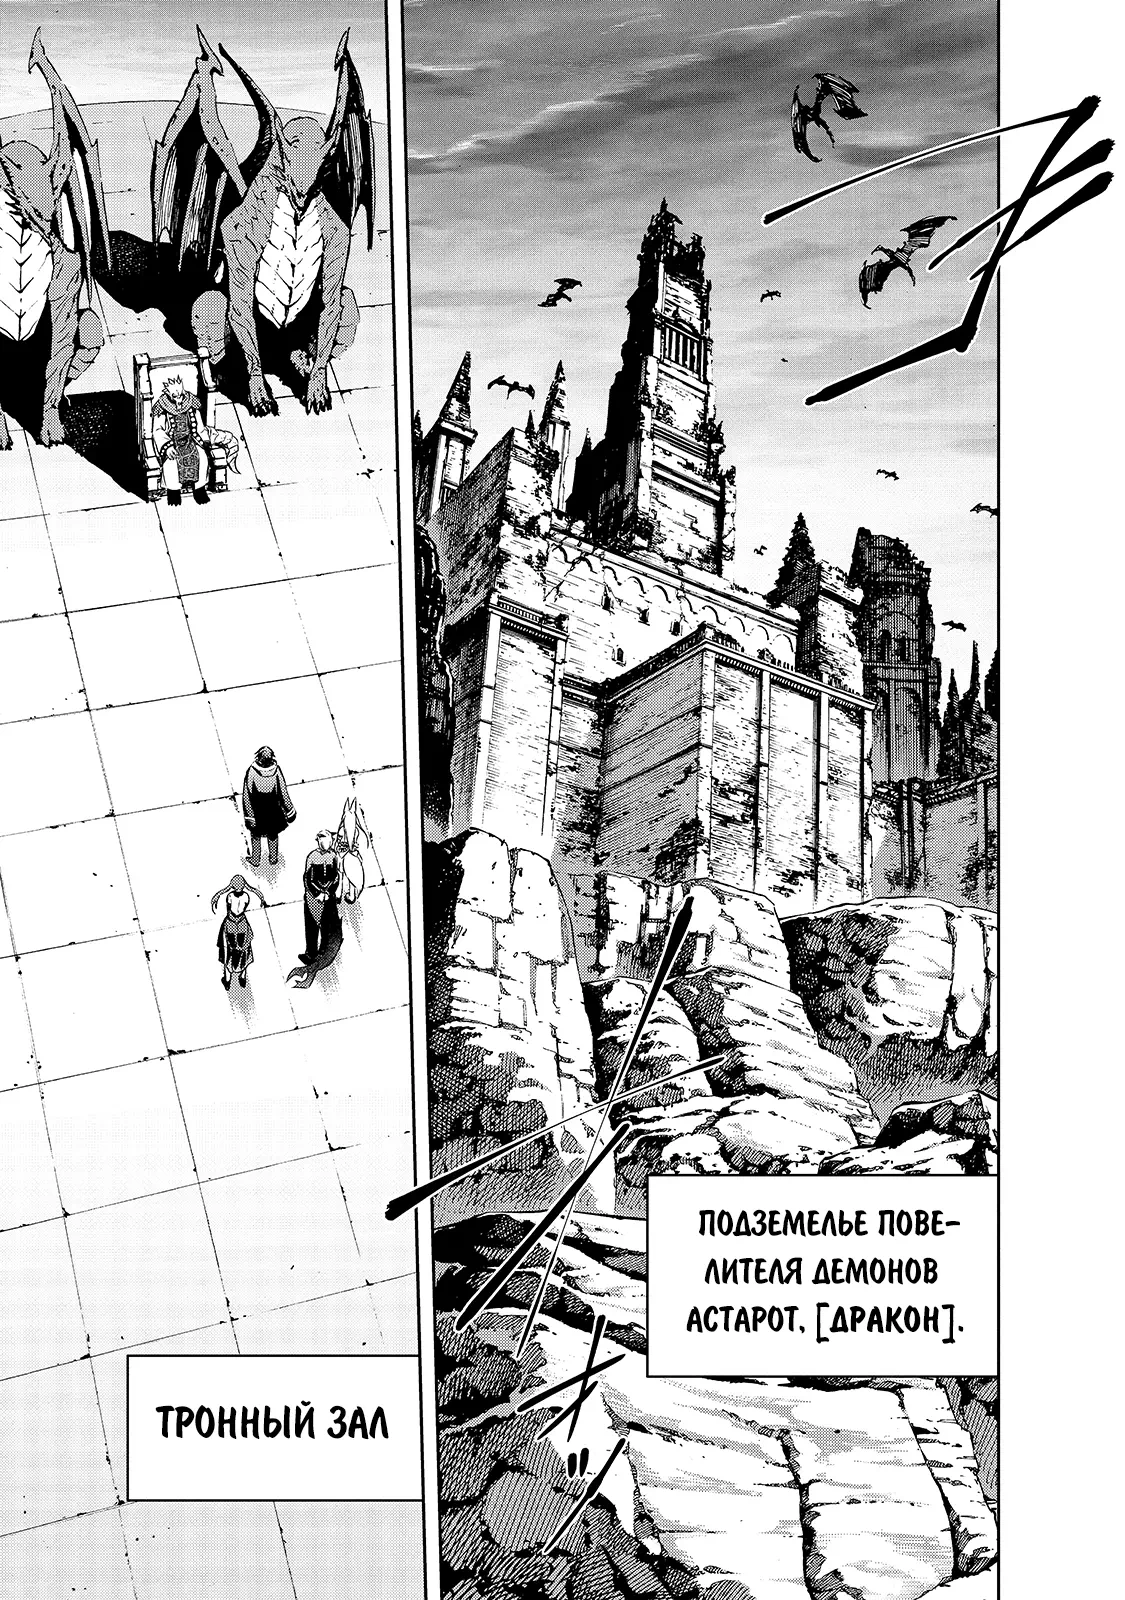 ПОДЗЕМЕЛЬЕ ПОВЕ-
ЛИТЕЛЯ ДЕМОНОВ
АСТАРОТ, [ДРАКОН].
ТРОННЫЙ ЗАЛ